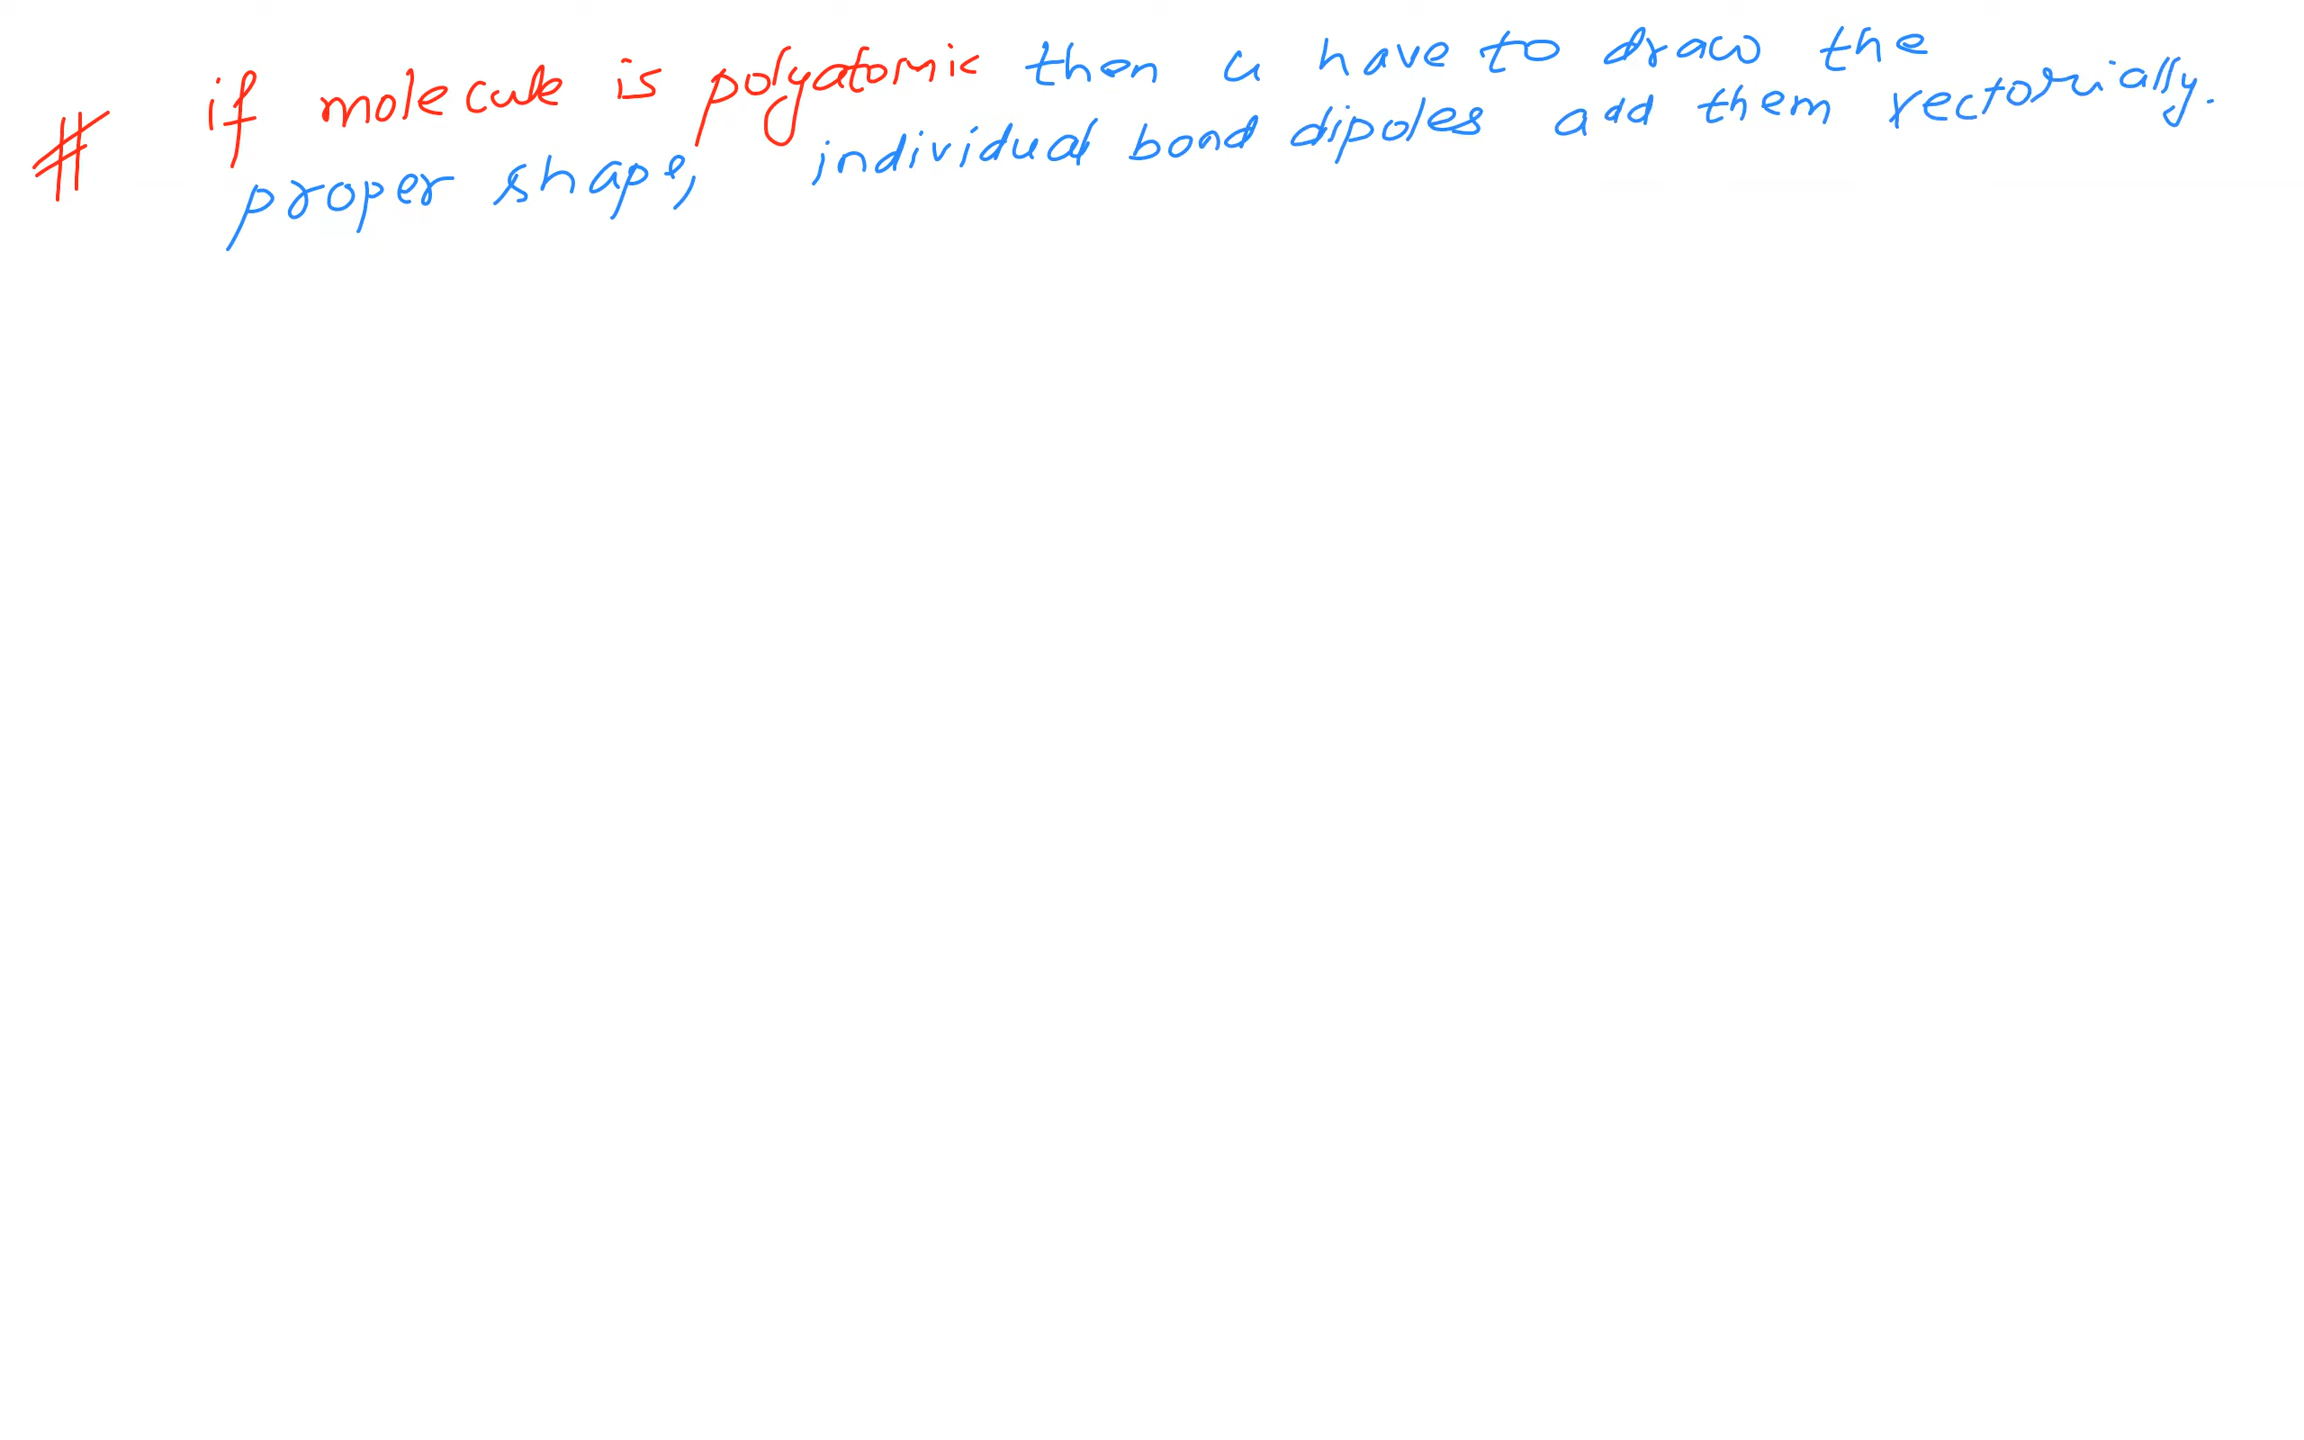 # if molecule is polyatomic then u have to draw the
proper shape, individual bond dipoles add them vectorially.